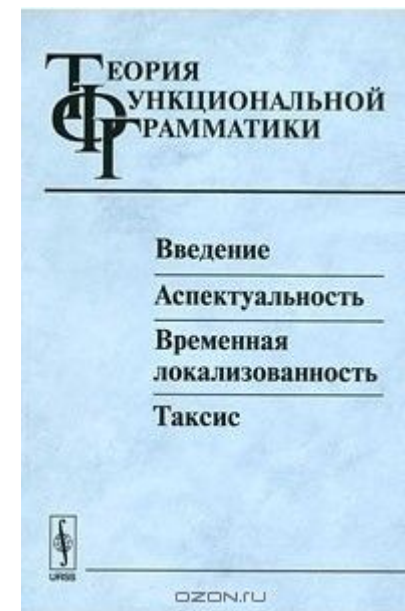 ТЕОРИЯ
ФУНКЦИОНАЛЬНОЙ
ГРАММАТИКИ
Введение
Аспектуальность
Временная
локализованность
Таксис
URSS
OZON.RU